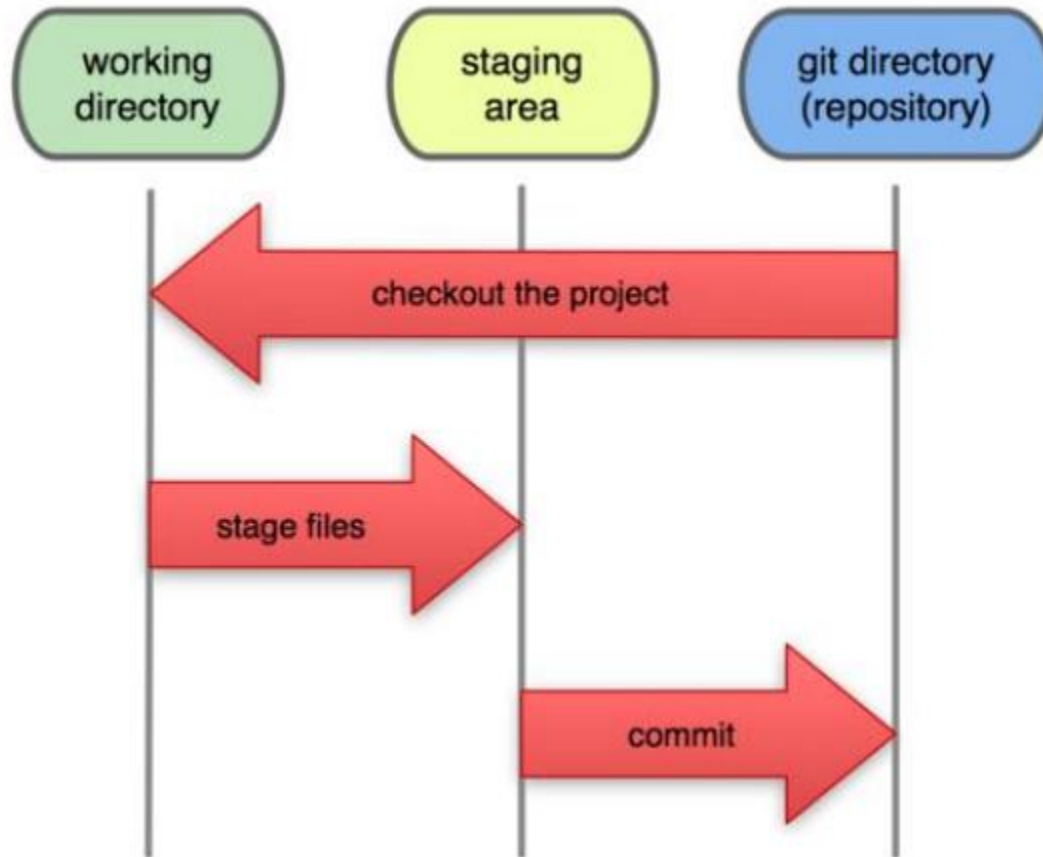 working
directory
staging
area
git directory
(repository)
checkout the project
stage files
commit